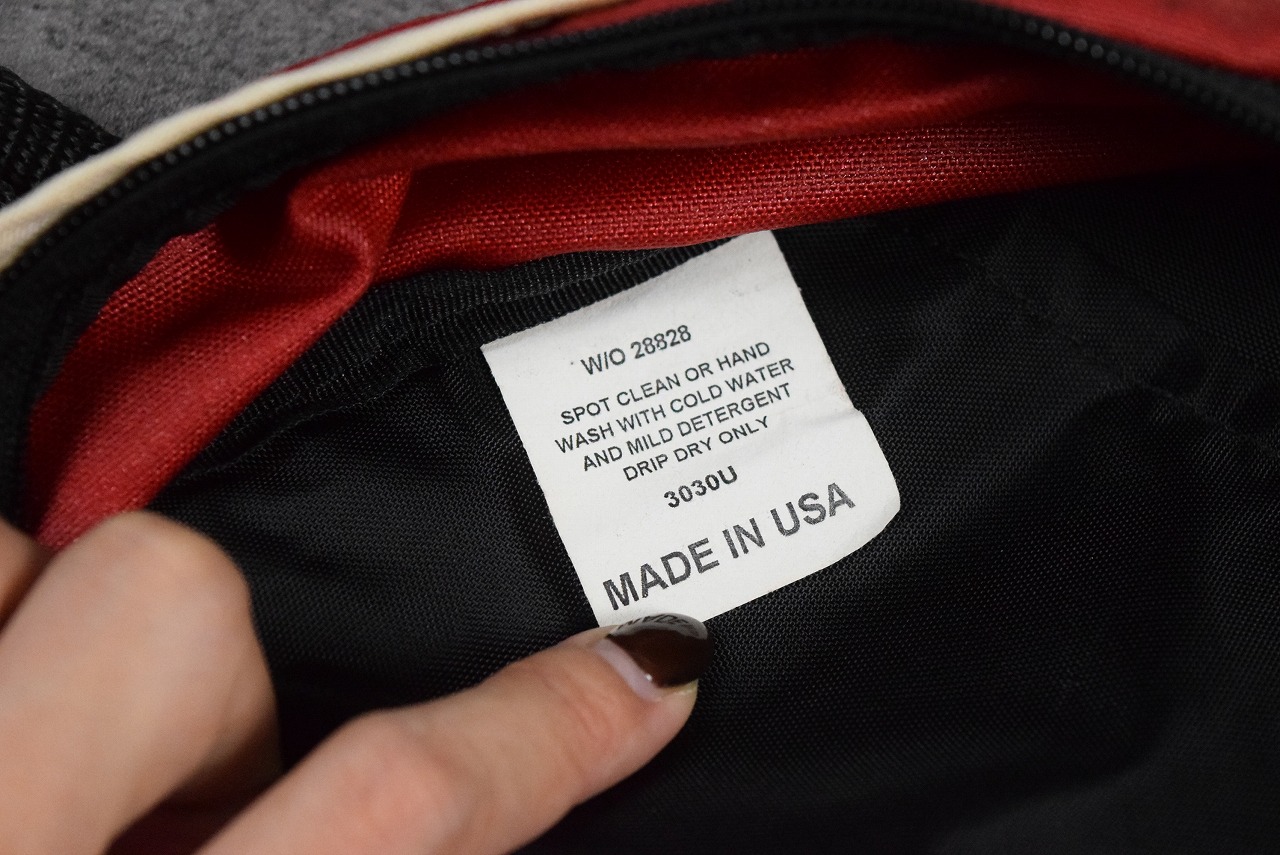 W/O 28828
SPOT CLEAN OR HAND
WASH WITH COLD WATER
AND MILD DETERGENT
DRIP DRY ONLY
3030U
MADE IN USA